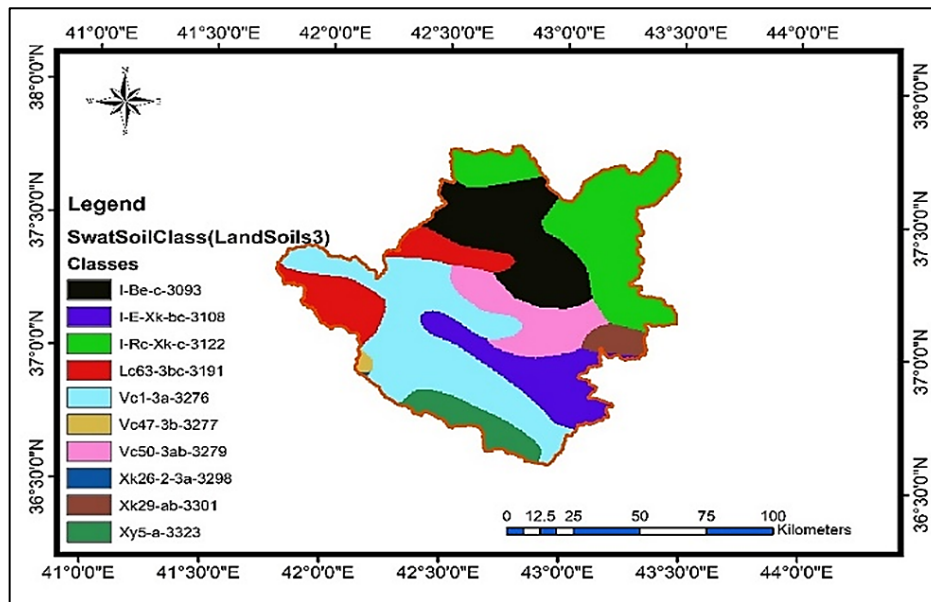 41°0'0"E 41°30'0"E 42°0'0"E 42°30'0"E 43°0'0"E 43°30'0"E 44°0'0"E
38°0'0"N
37°30'0"N
37°0'0"N
36°30'0"N
N
W E
S
Legend
SwatSoilClass(LandSoils3)
Classes
I-Be-c-3093
I-E-Xk-bc-3108
I-Rc-Xk-c-3122
Lc63-3bc-3191
Vc1-3a-3276
Vc47-3b-3277
Vc50-3ab-3279
Xk26-2-3a-3298
Xk29-ab-3301
Xy5-a-3323
0 12.5 25 50 75 100
Kilometers
38°0'0"N
37°30'0"N
37°0'0"N
36°30'0"N
41°0'0"E 41°30'0"E 42°0'0"E 42°30'0"E 43°0'0"E 43°30'0"E 44°0'0"E